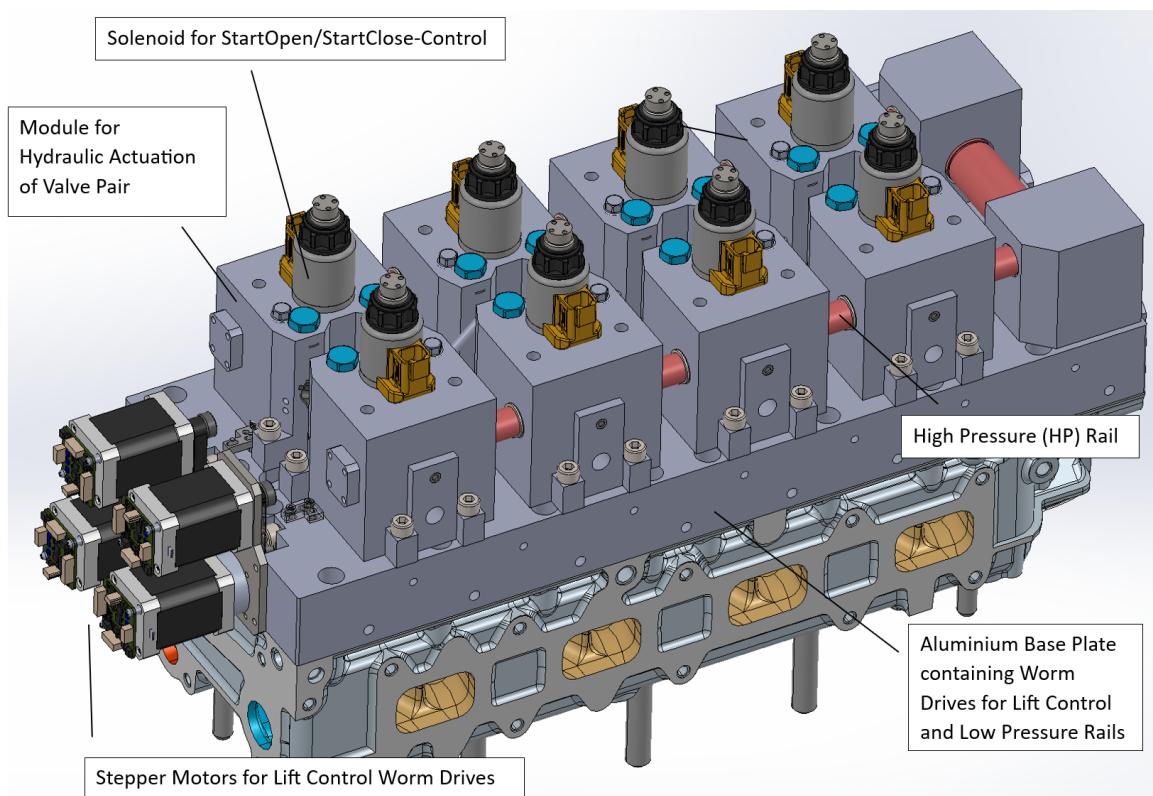 Solenoid for StartOpen/StartClose-Control
Module for
Hydraulic Actuation
of Valve Pair
High Pressure (HP) Rail
Aluminium Base Plate
containing Worm
Drives for Lift Control
and Low Pressure Rails
Stepper Motors for Lift Control Worm Drives